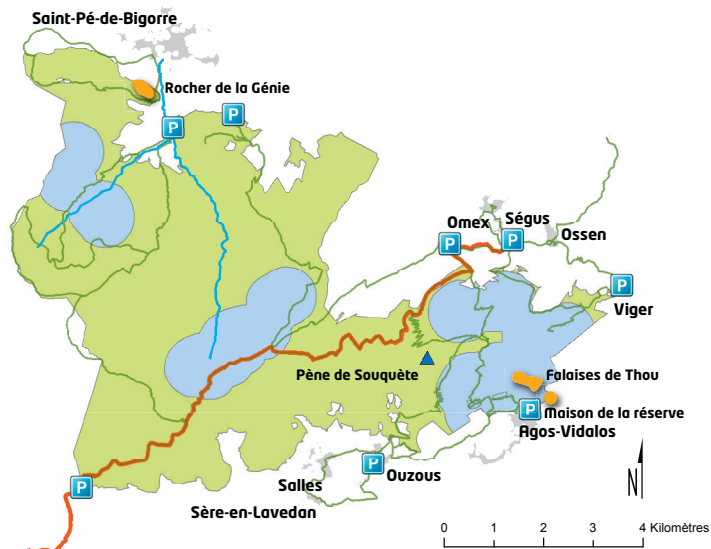 Saint-Pé-de-Bigorre
Rocher de la Génie
P
P
Omex
Ségus
P
P
Ossen
P
Viger
Pène de Souquète
Falaises de Thou
P
Maison de la réserve
Agos-Vidalos
P
Ouzous
Salles
P
Sère-en-Lavedan
N
0 1 2 3 4 Kilomètres